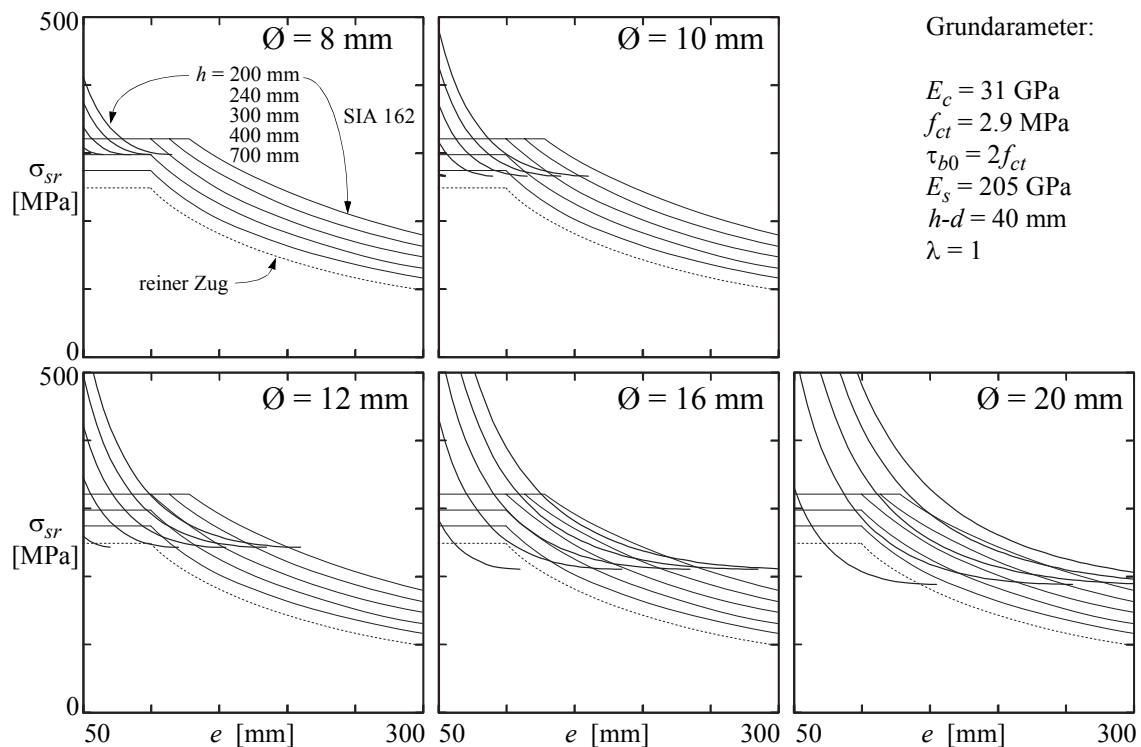 500
Ø = 8 mm
Ø = 10 mm
Grundarameter:
h = 200 mm
240 mm
300 mm
400 mm
700 mm
SIA 162
E_c = 31 GPa
f_ct = 2.9 MPa
τ_b0 = 2f_ct
E_s = 205 GPa
h-d = 40 mm
λ = 1
σ_sr
[MPa]
reiner Zug
0
500
Ø = 12 mm
Ø = 16 mm
Ø = 20 mm
σ_sr
[MPa]
0
50 e [mm] 300
50 e [mm] 300
50 e [mm] 300